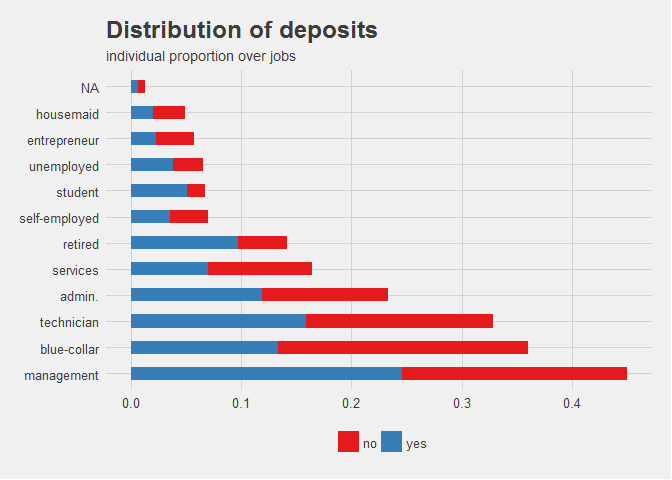 Distribution of deposits
individual proportion over jobs
NA
housemaid
entrepreneur
unemployed
student
self-employed
retired
services
admin.
technician
blue-collar
management
0.0 0.1 0.2 0.3 0.4
no yes